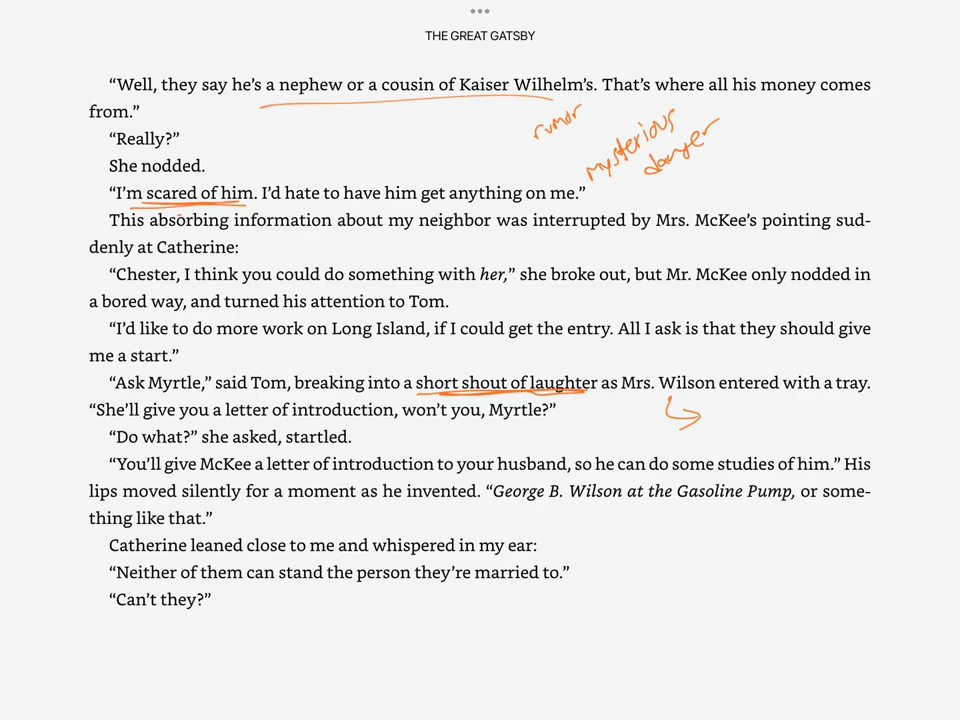 THE GREAT GATSBY
“Well, they say he’s a nephew or a cousin of Kaiser Wilhelm’s. That’s where all his money comes
from.”
rumor
mysterious
danger
“Really?”
She nodded.
“I’m scared of him. I’d hate to have him get anything on me.”
This absorbing information about my neighbor was interrupted by Mrs. McKee’s pointing sud-
denly at Catherine:
“Chester, I think you could do something with her,” she broke out, but Mr. McKee only nodded in
a bored way, and turned his attention to Tom.
“I’d like to do more work on Long Island, if I could get the entry. All I ask is that they should give
me a start.”
“Ask Myrtle,” said Tom, breaking into a short shout of laughter as Mrs. Wilson entered with a tray.
“She’ll give you a letter of introduction, won’t you, Myrtle?”
“Do what?” she asked, startled.
“You’ll give McKee a letter of introduction to your husband, so he can do some studies of him.” His
lips moved silently for a moment as he invented. “George B. Wilson at the Gasoline Pump, or some-
thing like that.”
Catherine leaned close to me and whispered in my ear:
“Neither of them can stand the person they’re married to.”
“Can’t they?”